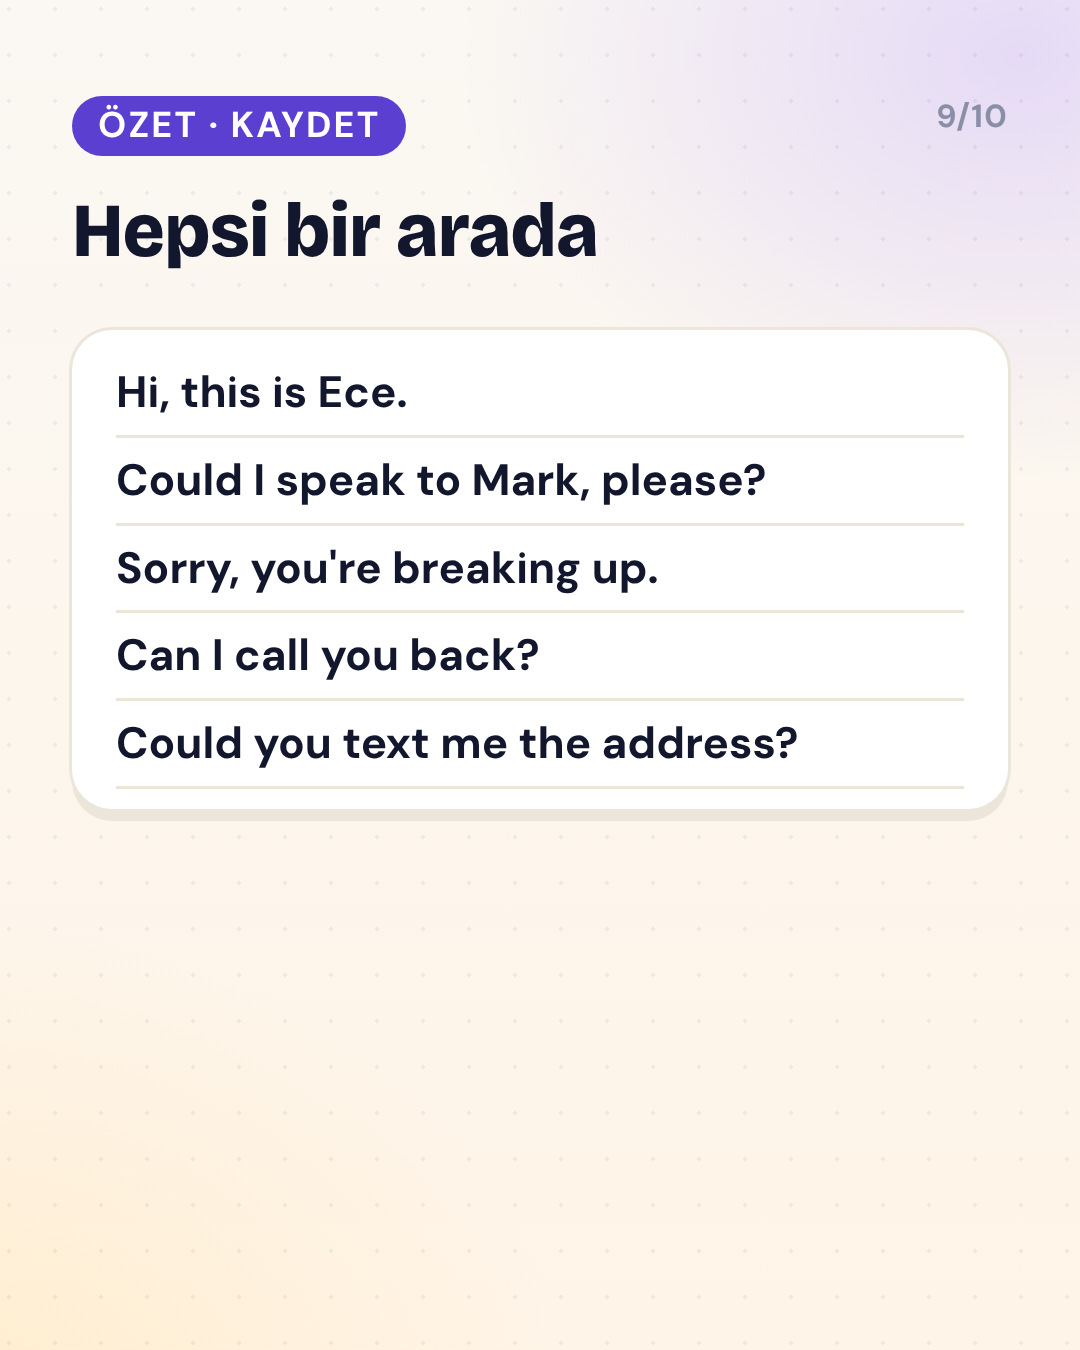 ÖZET · KAYDET
9/10
Hepsi bir arada
Hi, this is Ece.
Could I speak to Mark, please?
Sorry, you're breaking up.
Can I call you back?
Could you text me the address?